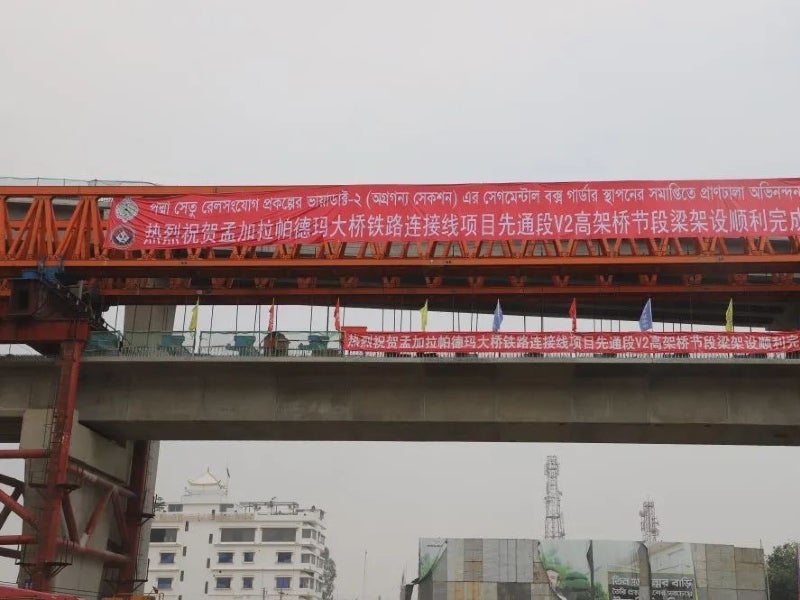 পদ্মা সেতু রেলসংযোগ প্রকল্পের ভায়াডাক্ট-২ (অগ্রগন্য সেকশন) এর সেগমেন্টাল বক্স গার্ডার স্থাপনের সমাপ্তিতে প্রাণঢালা অভিনন্দন
热烈祝贺孟加拉帕德玛大桥铁路连接线项目先通段V2高架桥节段梁架设顺利完成
热烈祝贺孟加拉帕德玛大桥铁路连接线项目先通段V2高架桥节段梁架设顺利完